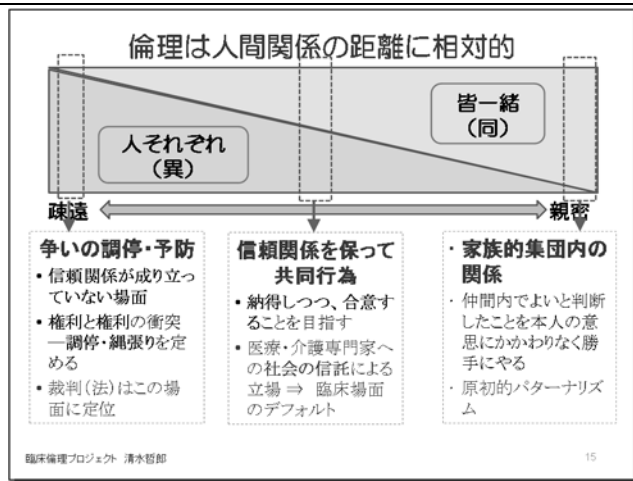 倫理は人間関係の距離に相対的
皆一緒
(同)
人それぞれ
(異)
疎遠
親密
争いの調停・予防
• 信頼関係が成り立っ
ていない場面
• 権利と権利の衝突
―調停・縄張りを定
める
• 裁判(法)はこの場
面に定位
信頼関係を保って
共同行為
• 納得しつつ、合意す
ることを目指す
• 医療・介護専門家へ
の社会の信託による
立場 ⇒ 臨床場面
のデフォルト
・ 家族的集団内の
関係
・ 仲間内でよいと判断
したことを本人の意
思にかかわりなく勝
手にやる
・ 原初的パターナリズ
ム
臨床倫理プロジェクト 清水哲郎
15